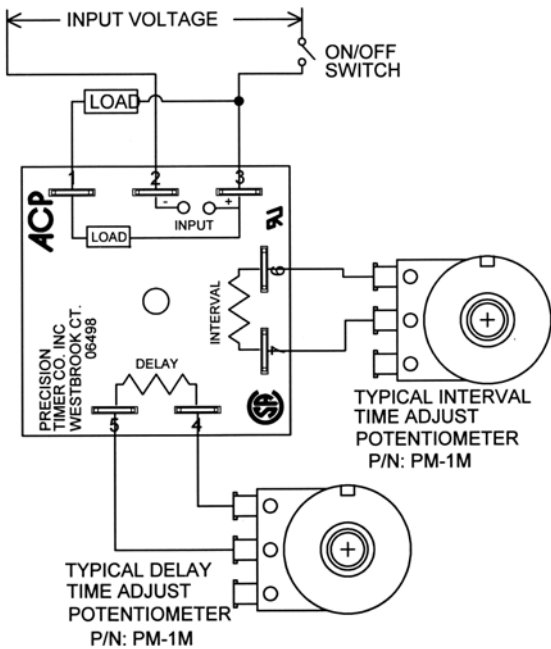 INPUT VOLTAGE
ON/OFF
SWITCH
LOAD
1
2
3
-
+
INPUT
LOAD
ACP
6
INTERVAL
7
PRECISION
TIMER CO. INC
WESTBROOK CT.
06498
DELAY
5
4
SA
TYPICAL INTERVAL
TIME ADJUST
POTENTIOMETER
P/N: PM-1M
TYPICAL DELAY
TIME ADJUST
POTENTIOMETER
P/N: PM-1M